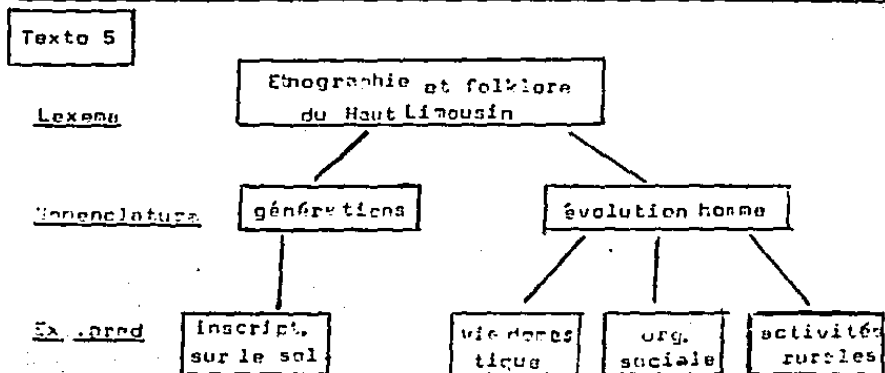 Texto 5
Etnographie et folklore
du Haut Limousin
Lexema
Nomenclatura
générations
évolution homme
Ex. pred
inscript.
sur le sol
vie domes
tique
org.
sociale
activités
rurales